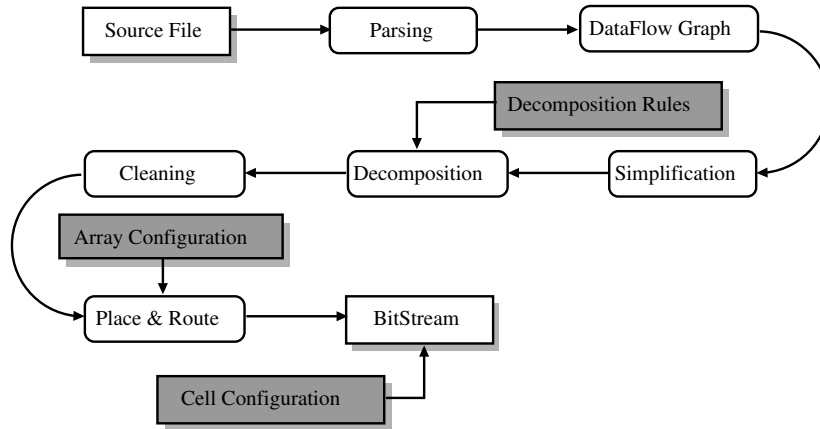 Source File
Parsing
DataFlow Graph
Decomposition Rules
Cleaning
Decomposition
Simplification
Array Configuration
Place & Route
BitStream
Cell Configuration